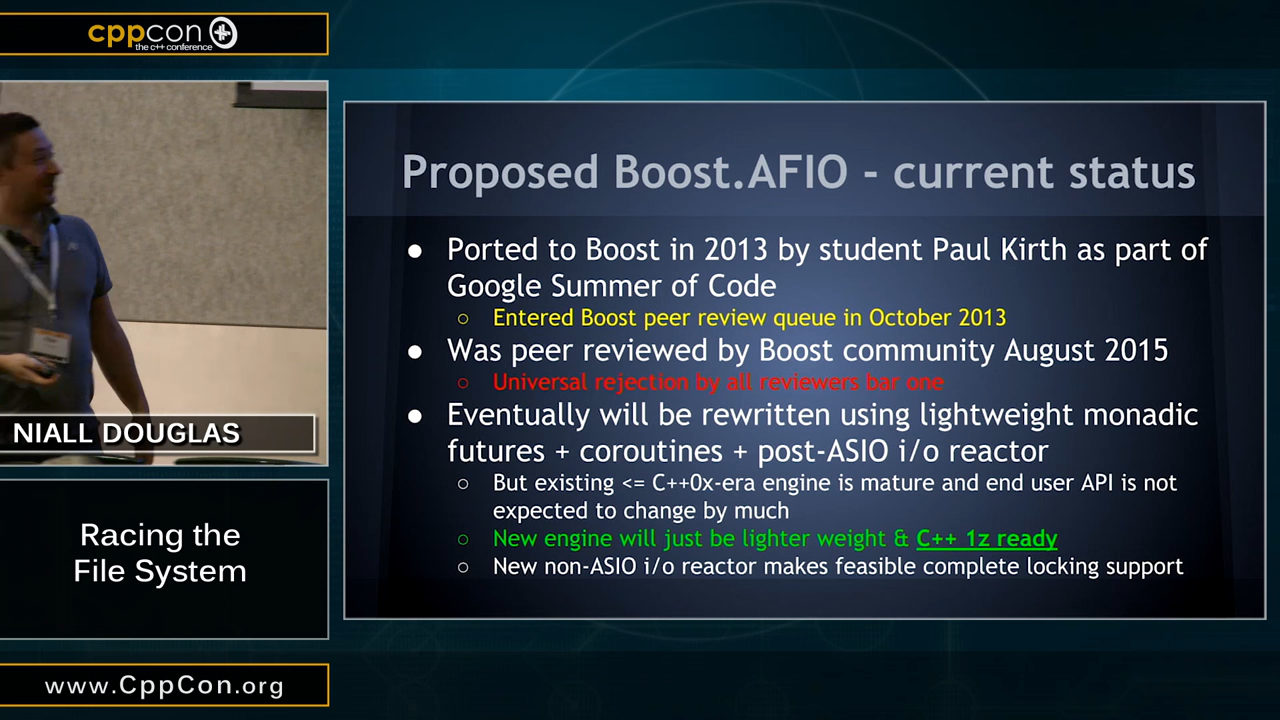 cppcon
the c++ conference
NIALL DOUGLAS
Racing the
File System
www.CppCon.org
Proposed Boost.AFIO - current status
● Ported to Boost in 2013 by student Paul Kirth as part of
Google Summer of Code
○ Entered Boost peer review queue in October 2013
● Was peer reviewed by Boost community August 2015
○ Universal rejection by all reviewers bar one
● Eventually will be rewritten using lightweight monadic
futures + coroutines + post-ASIO i/o reactor
○ But existing <= C++0x-era engine is mature and end user API is not
expected to change by much
○ New engine will just be lighter weight & C++ 1z ready
○ New non-ASIO i/o reactor makes feasible complete locking support